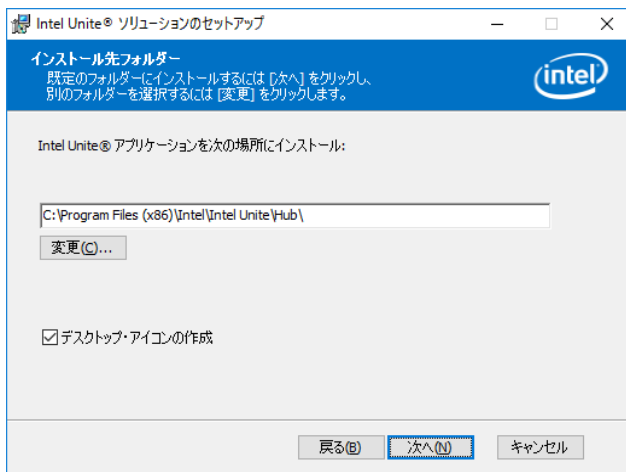 Intel Unite® ソリューションのセットアップ
インストール先フォルダー
既定のフォルダーにインストールするには [次へ] をクリックし、
別のフォルダーを選択するには [変更] をクリックします。
intel
Intel Unite® アプリケーションを次の場所にインストール:
C:\Program Files (x86)\Intel\Intel Unite\Hub\
変更(C)...
デスクトップ・アイコンの作成
戻る(B) 次へ(N) キャンセル